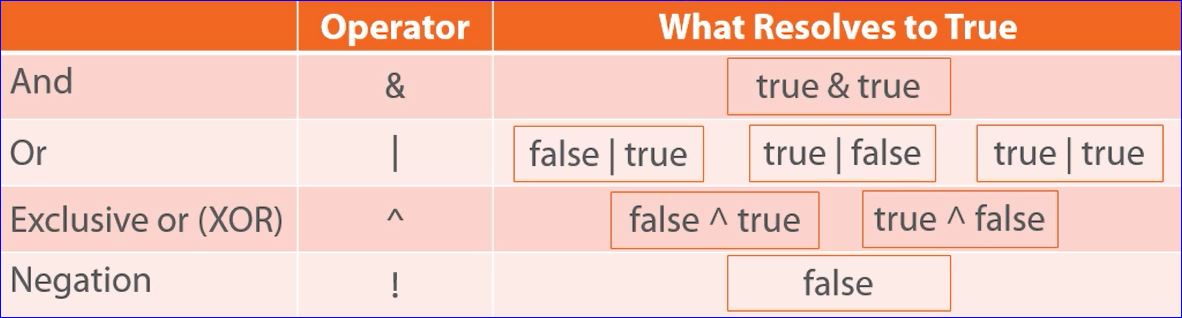 Operator What Resolves to True
And & true & true
Or | false | true true | false true | true
Exclusive or (XOR) ^ false ^ true true ^ false
Negation ! false